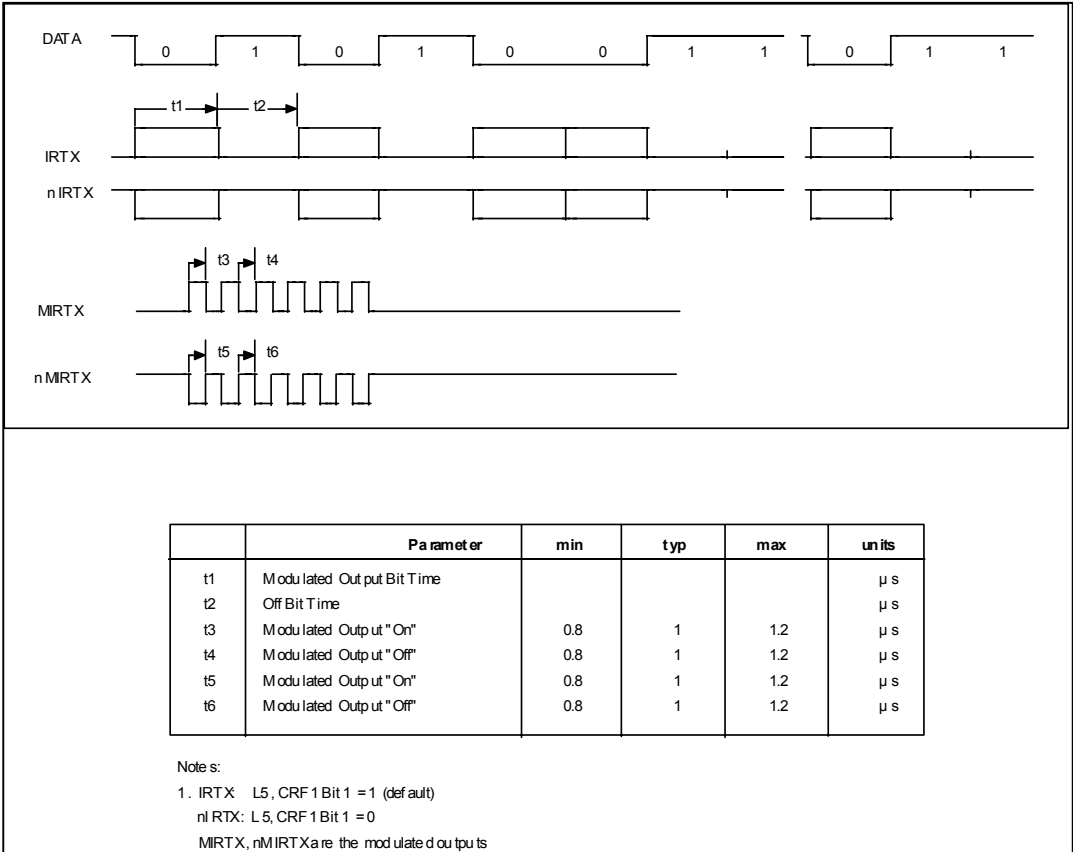 DATA 0 1 0 1 0 0 1 1 0 1 1
t1 t2
IRTX
nIRTX
t3 t4
MIRTX
t5 t6
nMIRTX
Parameter min typ max units
t1 Modulated Output Bit Time µs
t2 Off Bit Time µs
t3 Modulated Output "On" 0.8 1 1.2 µs
t4 Modulated Output "Off" 0.8 1 1.2 µs
t5 Modulated Output "On" 0.8 1 1.2 µs
t6 Modulated Output "Off" 0.8 1 1.2 µs
Notes:
1. IRTX: L5, CRF1 Bit 1 = 1 (default)
nIRTX: L5, CRF1 Bit 1 = 0
MIRTX, nMIRTX are the modulated outputs